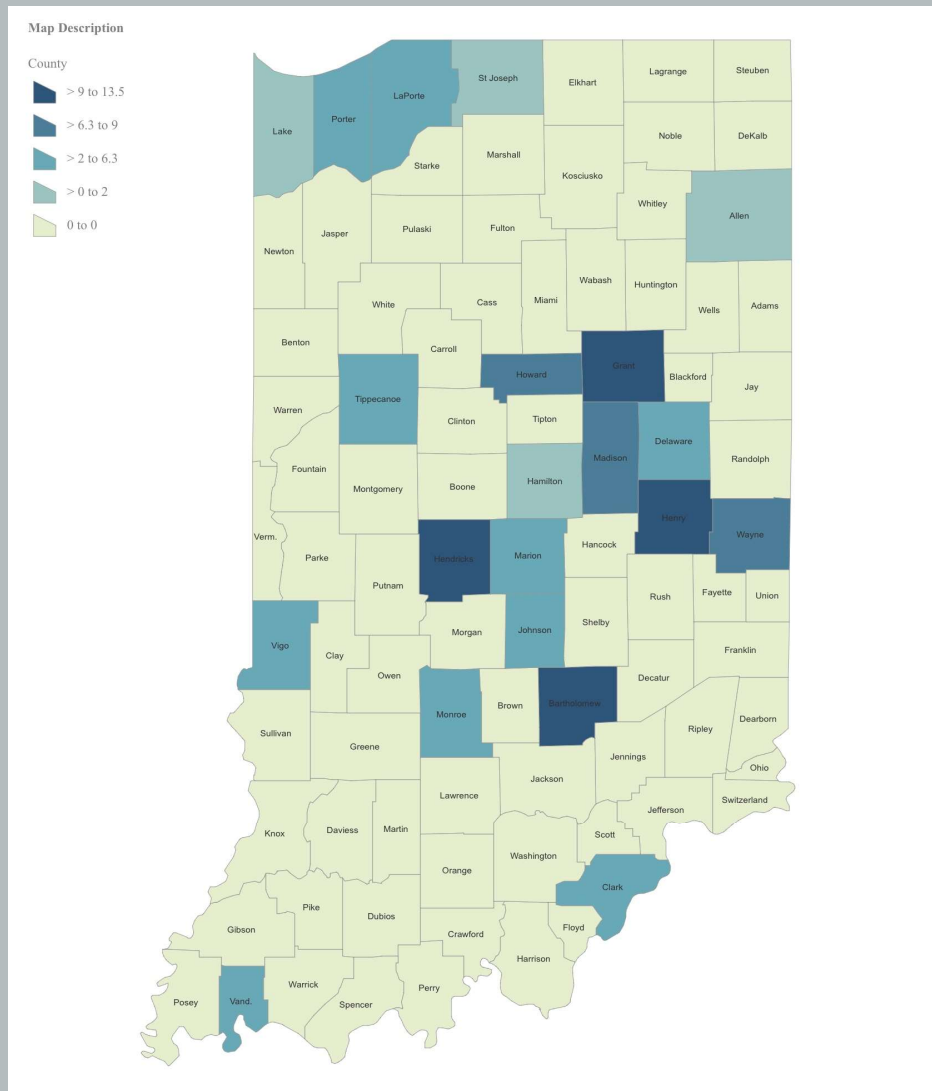 Map Description
County
> 9 to 13.5
> 6.3 to 9
> 2 to 6.3
> 0 to 2
0 to 0
Steuben
Lagrange
St Joseph
Elkhart
LaPorte
Porter
Lake
Noble
DeKalb
Marshall
Starke
Kosciusko
Whitley
Allen
Fulton
Pulaski
Jasper
Newton
Wabash
Huntington
Miami
Cass
White
Adams
Wells
Benton
Carroll
Grant
Howard
Blackford
Jay
Tippecanoe
Warren
Tipton
Clinton
Delaware
Madison
Randolph
Fountain
Hamilton
Boone
Montgomery
Henry
Wayne
Verm.
Hancock
Parke
Hendricks
Marion
Putnam
Fayette
Union
Rush
Shelby
Johnson
Morgan
Vigo
Franklin
Clay
Owen
Decatur
Bartholomew
Brown
Monroe
Dearborn
Ripley
Sullivan
Greene
Jennings
Ohio
Jackson
Lawrence
Switzerland
Jefferson
Martin
Daviess
Knox
Scott
Washington
Orange
Clark
Pike
Dubios
Floyd
Gibson
Crawford
Harrison
Warrick
Perry
Vand.
Posey
Spencer